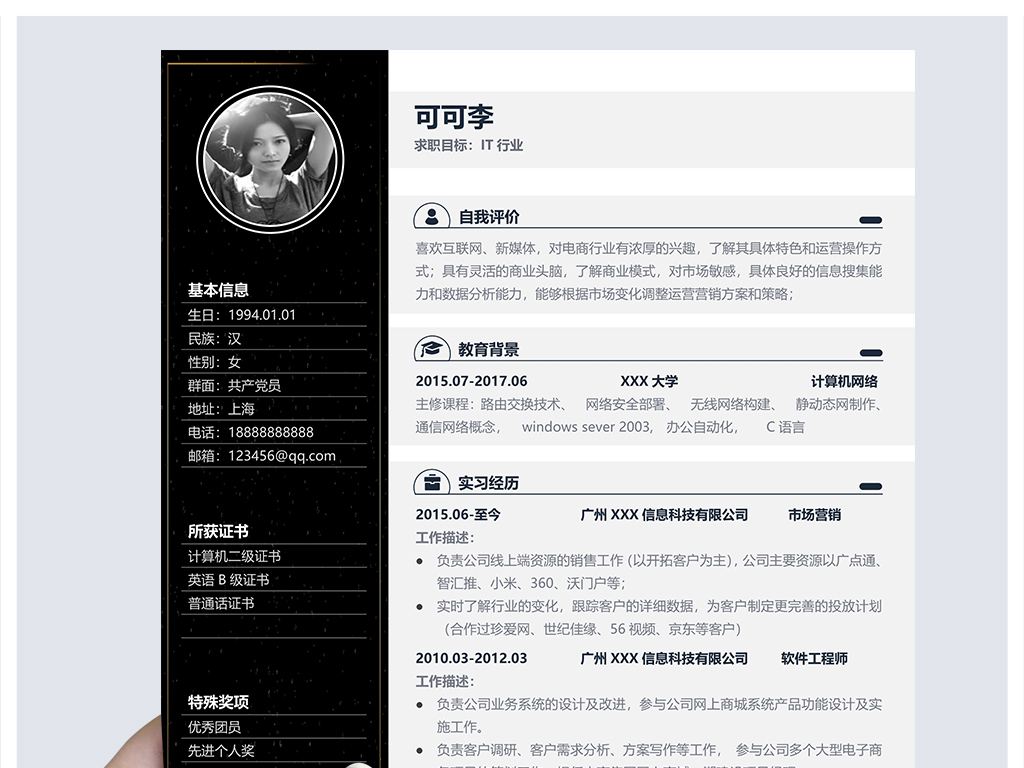 基本信息
生日：1994.01.01
民族：汉
性别：女
群面：共产党员
地址：上海
电话：18888888888
邮箱：123456@qq.com
所获证书
计算机二级证书
英语 B 级证书
普通话证书
特殊奖项
优秀团员
先进个人奖
可可李
求职目标：IT 行业
自我评价
喜欢互联网、新媒体，对电商行业有浓厚的兴趣，了解其具体特色和运营操作方
式；具有灵活的商业头脑，了解商业模式，对市场敏感，具体良好的信息搜集能
力和数据分析能力，能够根据市场变化调整运营营销方案和策略；
教育背景
2015.07-2017.06 XXX 大学 计算机网络
主修课程：路由交换技术、 网络安全部署、 无线网络构建、 静动态网制作、
通信网络概念， windows sever 2003, 办公自动化， C 语言
实习经历
2015.06-至今 广州 XXX 信息科技有限公司 市场营销
工作描述：
● 负责公司线上端资源的销售工作 (以开拓客户为主)，公司主要资源以广点通、
智汇推、小米、360、沃门户等；
● 实时了解行业的变化，跟踪客户的详细数据，为客户制定更完善的投放计划
（合作过珍爱网、世纪佳缘、56 视频、京东等客户）
2010.03-2012.03 广州 XXX 信息科技有限公司 软件工程师
工作描述：
● 负责公司业务系统的设计及改进，参与公司网上商城系统产品功能设计及实
施工作。
● 负责客户调研、客户需求分析、方案写作等工作， 参与公司多个大型电子商